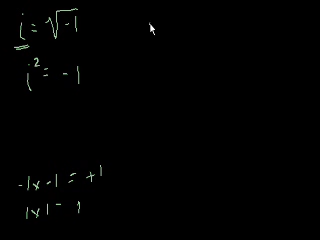 i = √-1
i² = -1
-1 x -1 = +1
1 x 1 = 1